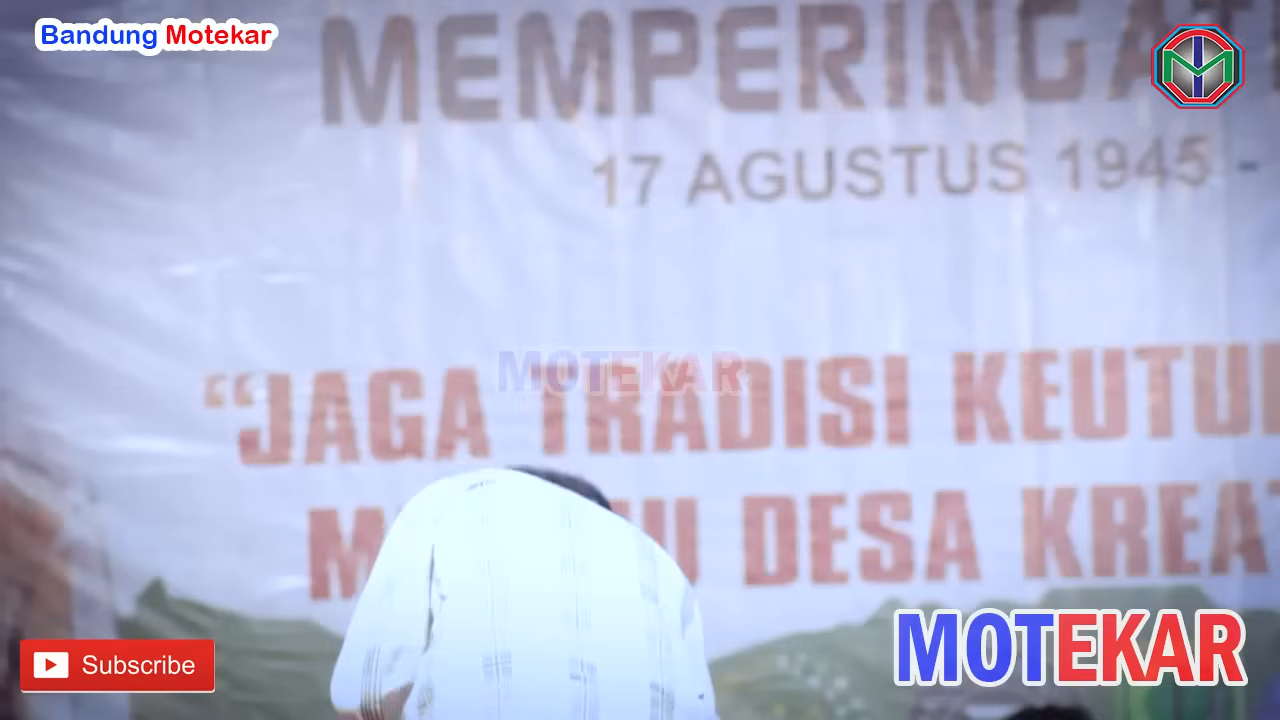 Bandung Motekar
MEMPERINGAT
17 AGUSTUS 1945 -
MOTEKAR
“JAGA TRADISI KEUTU
DESA KREAT
MOTEKAR
Subscribe